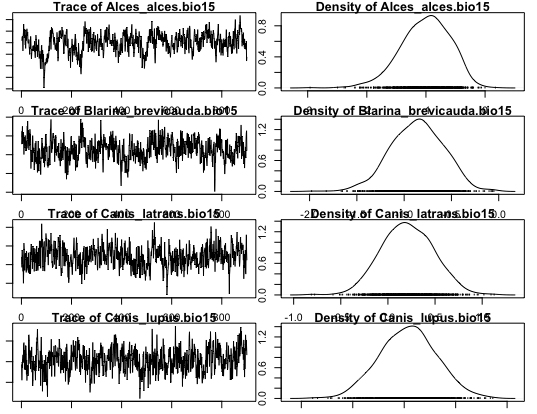 Trace of Alces_alces.bio15
Density of Alces_alces.bio15
0.8
0.4
0.0
Trace of Blarina_brevicauda.bio15
Density of Blarina_brevicauda.bio15
0
1.2
0.6
0.0
Trace of Canis_latrans.bio15
Density of Canis_latrans.bio15
0
1.2
0.6
0.0
Trace of Canis_lupus.bio15
Density of Canis_lupus.bio15
0
-1.0
1.2
0.6
0.0